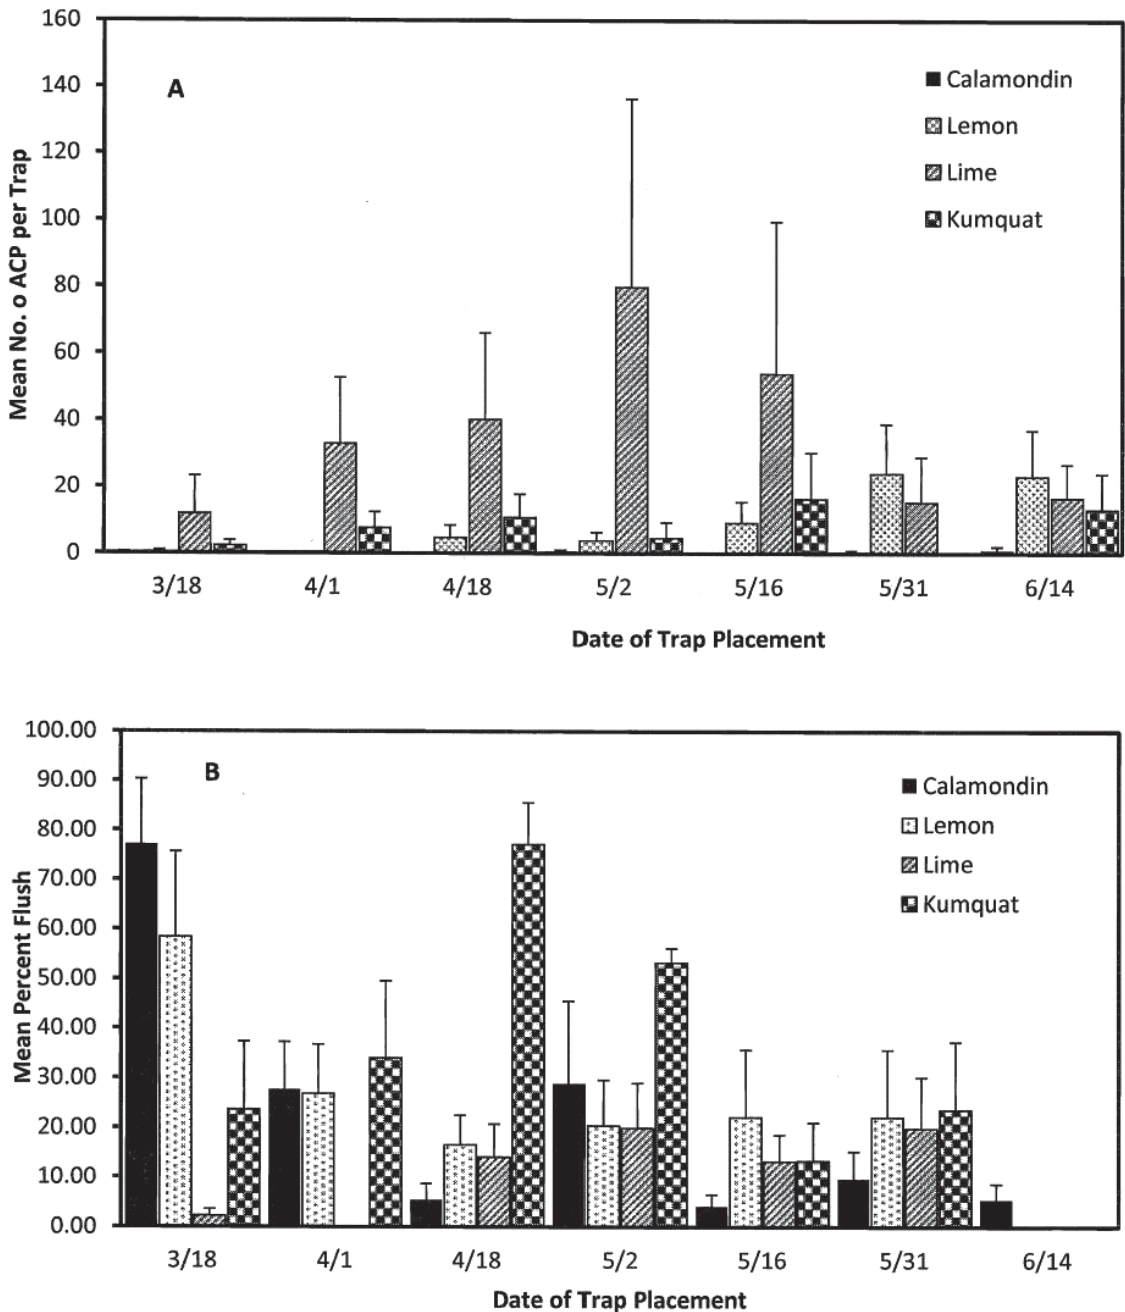 160
140
120
100
80
60
40
20
0
Mean No. o ACP per Trap
A
Calamondin
Lemon
Lime
Kumquat
3/18 4/1 4/18 5/2 5/16 5/31 6/14
Date of Trap Placement
100.00
90.00
80.00
70.00
60.00
50.00
40.00
30.00
20.00
10.00
0.00
Mean Percent Flush
B
Calamondin
Lemon
Lime
Kumquat
3/18 4/1 4/18 5/2 5/16 5/31 6/14
Date of Trap Placement